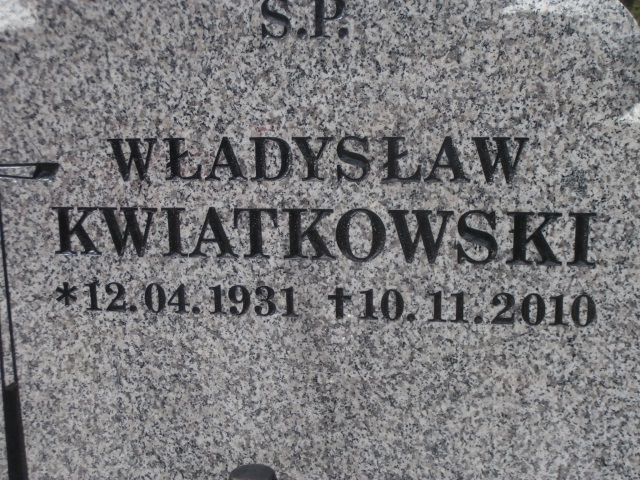 Ś.P.
WŁADYSŁAW
KWIATKOWSKI
*12.04.1931 †10.11.2010